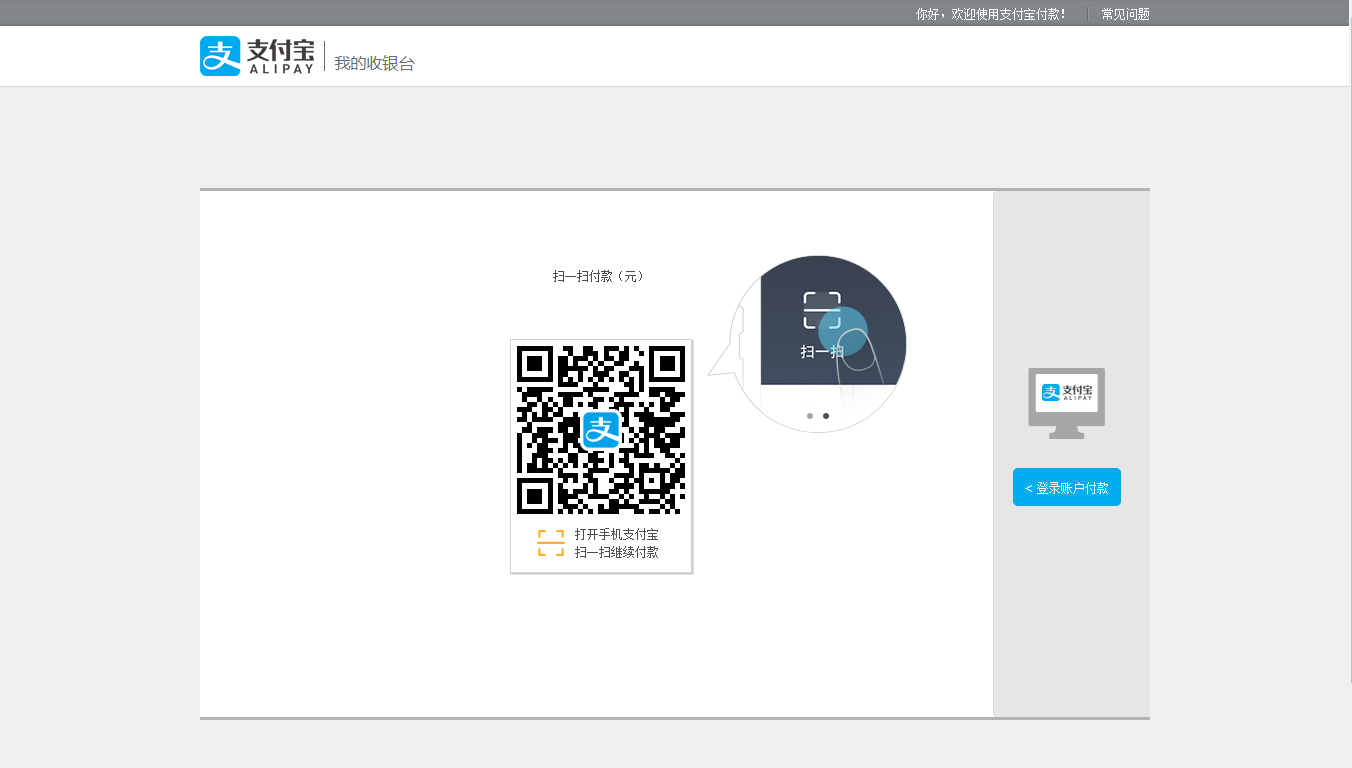 你好，欢迎使用支付宝付款！
常见问题
支付宝
ALIPAY
我的收银台
扫一扫付款（元）
扫一扫
支
打开手机支付宝
扫一扫继续付款
支付宝
ALIPAY
< 登录账户付款